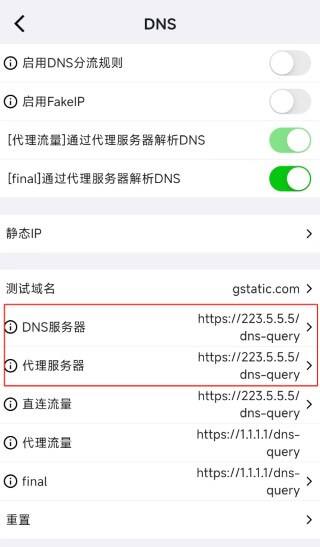 DNS
启用DNS分流规则
启用FakeIP
[代理流量]通过代理服务器解析DNS
[final]通过代理服务器解析DNS
静态IP
测试域名 gstatic.com
DNS服务器 https://223.5.5.5/
dns-query
代理服务器 https://223.5.5.5/
dns-query
直连流量 https://223.5.5.5/
dns-query
代理流量 https://1.1.1.1/dns-
query
final https://1.1.1.1/dns-
query
重置